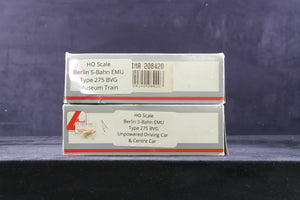 HO Scale
Berlin S-Bahn EMU
Type 275 BVG
Museum Train
IMA 208420
HO Scale
Berlin S-Bahn EMU
Type 275 BVG
Unpowered Driving Car
& Centre Car